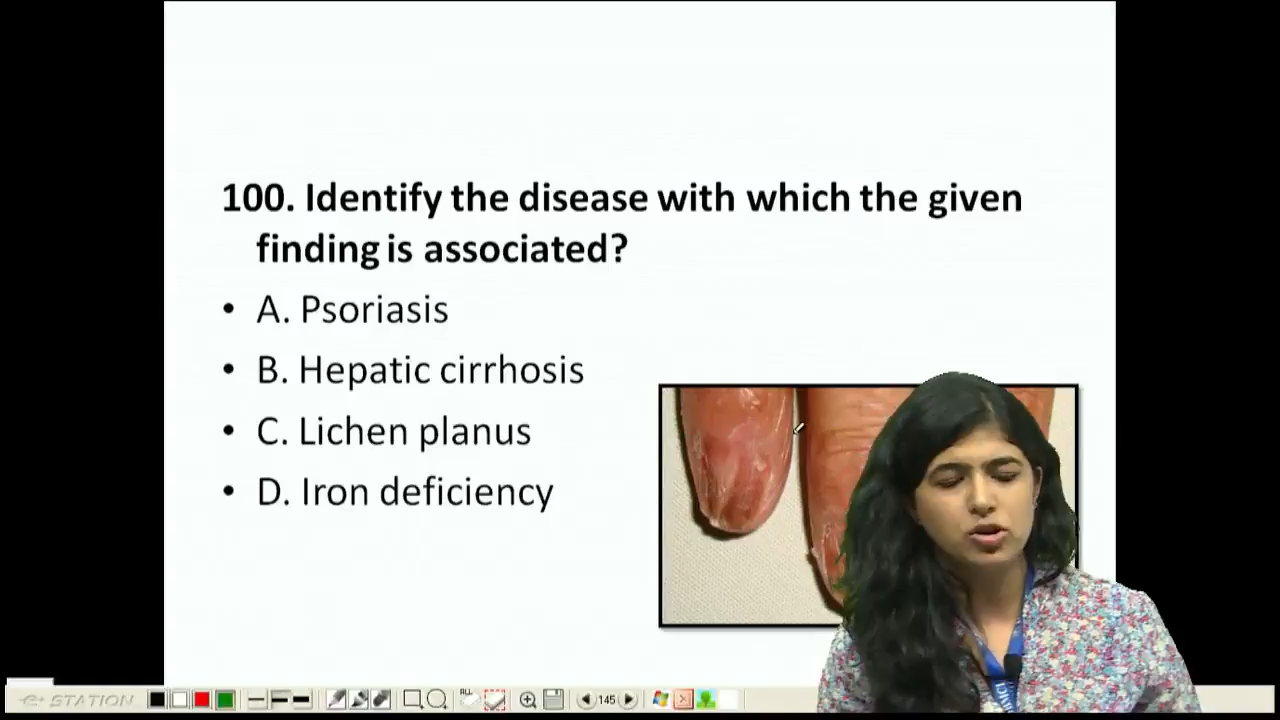 100. Identify the disease with which the given
finding is associated?
• A. Psoriasis
• B. Hepatic cirrhosis
• C. Lichen planus
• D. Iron deficiency
STATION
ALL
145